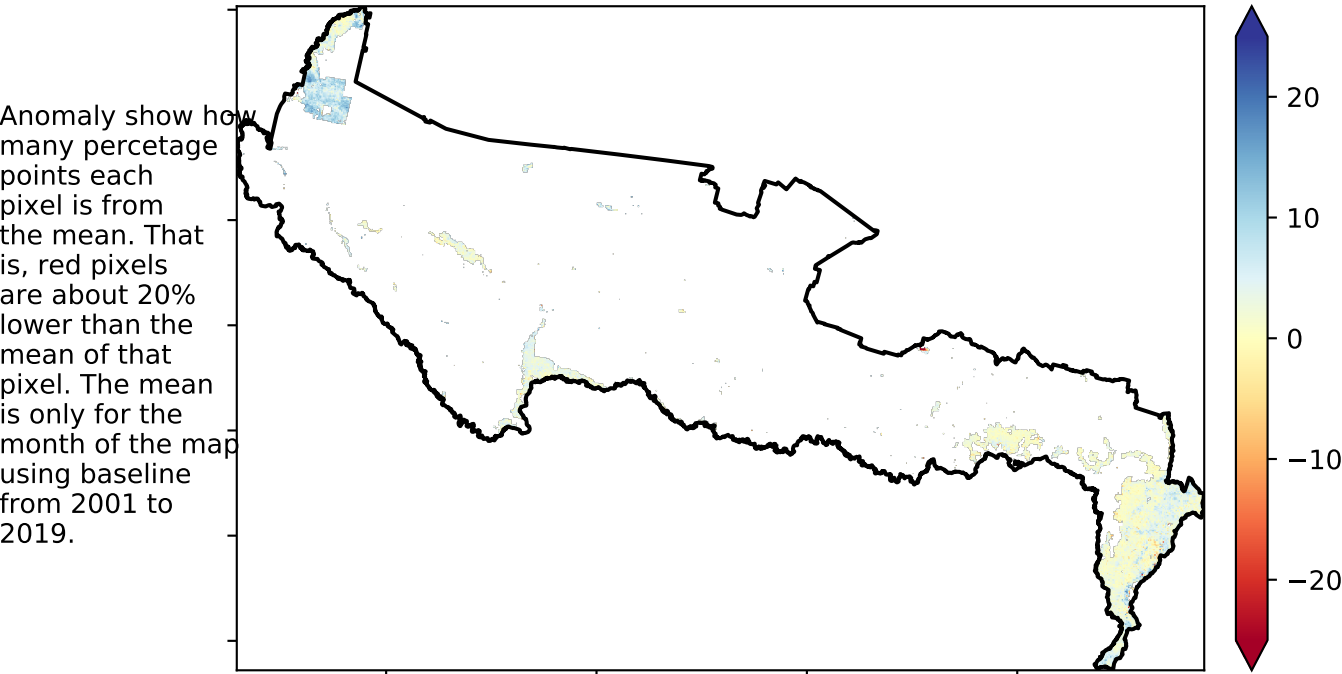 Anomaly show how
many percetage
points each
pixel is from
the mean. That
is, red pixels
are about 20%
lower than the
mean of that
pixel. The mean
is only for the
month of the map
using baseline
from 2001 to
2019.
20
10
0
−10
−20